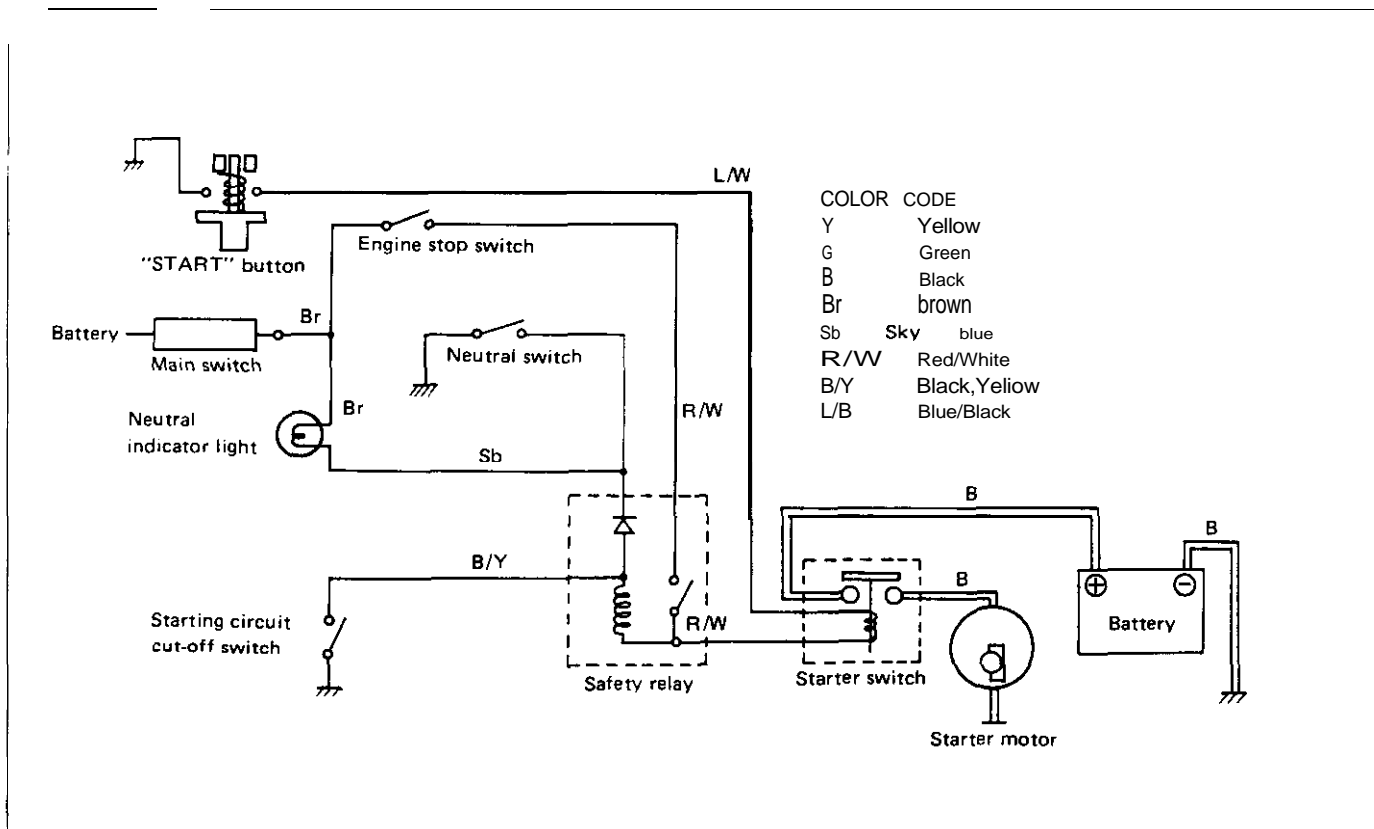 L/W
"START" button
Engine stop switch
Battery
Main switch
Br
Neutral switch
Neutral
indicator light
Br
Sb
R/W
COLOR CODE
Y Yellow
G Green
B Black
Br brown
Sb Sky blue
R/W Red/White
B/Y Black,Yeliow
L/B Blue/Black
B/Y
Starting circuit
cut-off switch
R/W
Safety relay
B
B
B
Starter switch
Battery
Starter motor